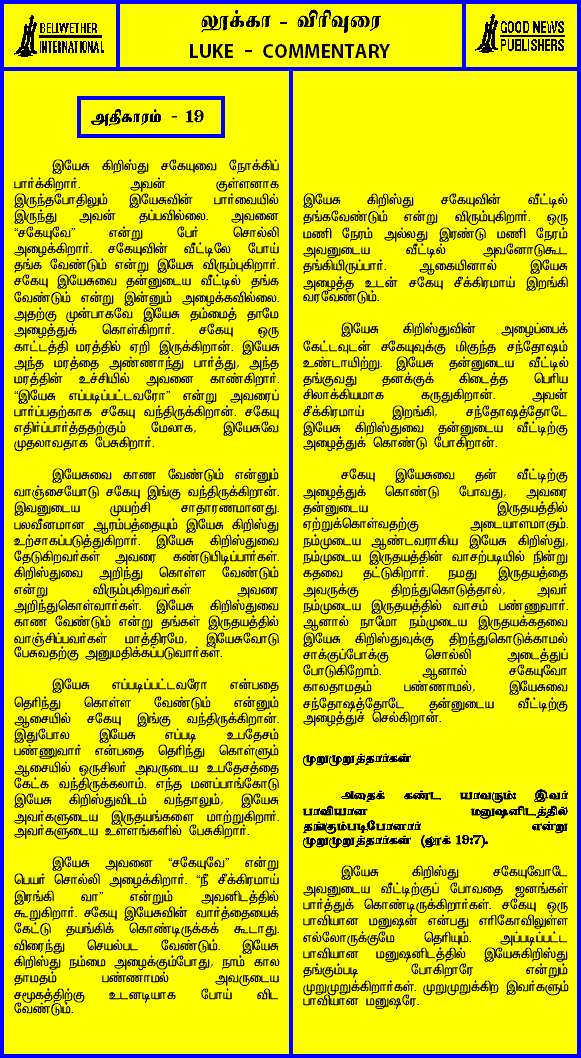 BELWETHER
INTERNATIONAL
லூக்கா - விரிவுரை
LUKE - COMMENTARY
GOOD NEWS
PUBLISHERS
அதிகாரம் - 19
இயேசு கிறிஸ்து சகேயுவை நோக்கிப்
பார்க்கிறார். அவன் குள்ளனாக
இருந்தபோதிலும் இயேசுவின் பார்வையில்
இருந்து அவன் தப்பவில்லை. அவனை
“சகேயுவே” என்று பேர் சொல்லி
அழைக்கிறார். சகேயுவின் வீட்டிலே போய்
தங்க வேண்டும் என்று இயேசு விரும்புகிறார்.
சகேயு இயேசுவை தன்னுடைய வீட்டில் தங்க
வேண்டும் என்று இன்னும் அழைக்கவில்லை.
அதற்கு முன்பாகவே இயேசு தம்மைத் தாமே
அழைத்துக் கொள்கிறார். சகேயு ஒரு
காட்டத்தி மரத்தில் ஏறி இருக்கிறான். இயேசு
அந்த மரத்தை அண்ணாந்து பார்த்து, அந்த
மரத்தின் உச்சியில் அவனை காண்கிறார்.
“இயேசு எப்படிப்பட்டவரோ” என்று அவரைப்
பார்ப்பதற்காக சகேயு வந்திருக்கிறான். சகேயு
எதிர்ப்பார்த்ததற்கும் மேலாக, இயேசுவே
முதலாவதாக பேசுகிறார்.
இயேசுவை காண வேண்டும் என்னும்
வாஞ்சையோடு சகேயு இங்கு வந்திருக்கிறான்.
இவனுடைய முயற்சி சாதாரணமானது.
பலவீனமான ஆரம்பத்தையும் இயேசு கிறிஸ்து
உற்சாகப்படுத்துகிறார். இயேசு கிறிஸ்துவை
தேடுகிறவர்கள் அவரை கண்டுபிடிப்பார்கள்.
கிறிஸ்துவை அறிந்து கொள்ள வேண்டும்
என்று விரும்புகிறவர்கள் அவரை
அறிந்துகொள்வார்கள். இயேசு கிறிஸ்துவை
காண வேண்டும் என்று தங்கள் இருதயத்தில்
வாஞ்சிப்பவர்கள் மாத்திரமே, இயேசுவோடு
பேசுவதற்கு அனுமதிக்கப்படுவார்கள்.
இயேசு எப்படிப்பட்டவரோ என்பதை
தெரிந்து கொள்ள வேண்டும் என்னும்
ஆசையில் சகேயு இங்கு வந்திருக்கிறான்.
இதுபோல இயேசு எப்படி உபதேசம்
பண்ணுவார் என்பதை தெரிந்து கொள்ளும்
ஆசையில் ஒருசிலர் அவருடைய உபதேசத்தை
கேட்க வந்திருக்கலாம். எந்த மனப்பாங்கோடு
இயேசு கிறிஸ்துவிடம் வந்தாலும், இயேசு
அவர்களுடைய இருதயங்களை மாற்றுகிறார்.
அவர்களுடைய உள்ளங்களில் பேசுகிறார்.
இயேசு அவனை “சகேயுவே” என்று
பெயர் சொல்லி அழைக்கிறார். “நீ சீக்கிரமாய்
இரங்கி வா” என்றும் அவனிடத்தில்
கூறுகிறார். சகேயு இயேசுவின் வார்த்தையைக்
கேட்டு தயங்கிக் கொண்டிருக்கக் கூடாது.
விரைந்து செயல்பட வேண்டும். இயேசு
கிறிஸ்து நம்மை அழைக்கும்போது, நாம் கால
தாமதம் பண்ணாமல் அவருடைய
சமூகத்திற்கு உடனடியாக போய் விட
வேண்டும்.
இயேசு கிறிஸ்து சகேயுவின் வீட்டில்
தங்கவேண்டும் என்று விரும்புகிறார். ஒரு
மணி நேரம் அல்லது இரண்டு மணி நேரம்
அவனுடைய வீட்டில் அவனோடுகூட
தங்கியிருப்பார். ஆகையினால் இயேசு
அழைத்த உடன் சகேயு சீக்கிரமாய் இறங்கி
வரவேண்டும்.
இயேசு கிறிஸ்துவின் அழைப்பைக்
கேட்டவுடன் சகேயுவுக்கு மிகுந்த சந்தோஷம்
உண்டாயிற்று. இயேசு தன்னுடைய வீட்டில்
தங்குவது தனக்குக் கிடைத்த பெரிய
சிலாக்கியமாக கருதுகிறான். அவன்
சீக்கிரமாய் இறங்கி, சந்தோஷத்தோடே
இயேசு கிறிஸ்துவை தன்னுடைய வீட்டிற்கு
அழைத்துக் கொண்டு போகிறான்.
சகேயு இயேசுவை தன் வீட்டிற்கு
அழைத்துக் கொண்டு போவது, அவரை
தன்னுடைய இருதயத்தில்
ஏற்றுக்கொள்வதற்கு அடையாளமாகும்.
நம்முடைய ஆண்டவராகிய இயேசு கிறிஸ்து,
நம்முடைய இருதயத்தின் வாசற்படியில் நின்று
கதவை தட்டுகிறார். நமது இருதயத்தை
அவருக்கு திறந்துகொடுத்தால், அவர்
நம்முடைய இருதயத்தில் வாசம் பண்ணுவார்.
ஆனால் நாமோ நம்முடைய இருதயக்கதவை
இயேசு கிறிஸ்துவுக்கு திறந்துகொடுக்காமல்
சாக்குப்போக்கு சொல்லி அடைத்துப்
போடுகிறோம். ஆனால் சகேயுவோ
காலதாமதம் பண்ணாமல், இயேசுவை
சந்தோஷத்தோடே தன்னுடைய வீட்டிற்கு
அழைத்துச் செல்கிறான்.
முறுமுறுத்தார்கள்
அதைக் கண்ட யாவரும்: இவர்
பாவியான மனுஷனிடத்தில்
தங்கும்படிபோனார் என்று
முறுமுறுத்தார்கள் (லூக் 19:7).
இயேசு கிறிஸ்து சகேயுவோடே
அவனுடைய வீட்டிற்குப் போவதை ஜனங்கள்
பார்த்துக் கொண்டிருக்கிறார்கள். சகேயு ஒரு
பாவியான மனுஷன் என்பது எரிகோவிலுள்ள
எல்லோருக்குமே தெரியும். அப்படிப்பட்ட
பாவியான மனுஷனிடத்தில் இயேசுகிறிஸ்து
தங்கும்படி போகிறாரே என்றும்
முறுமுறுக்கிறார்கள். முறுமுறுக்கிற இவர்களும்
பாவியான மனுஷரே.